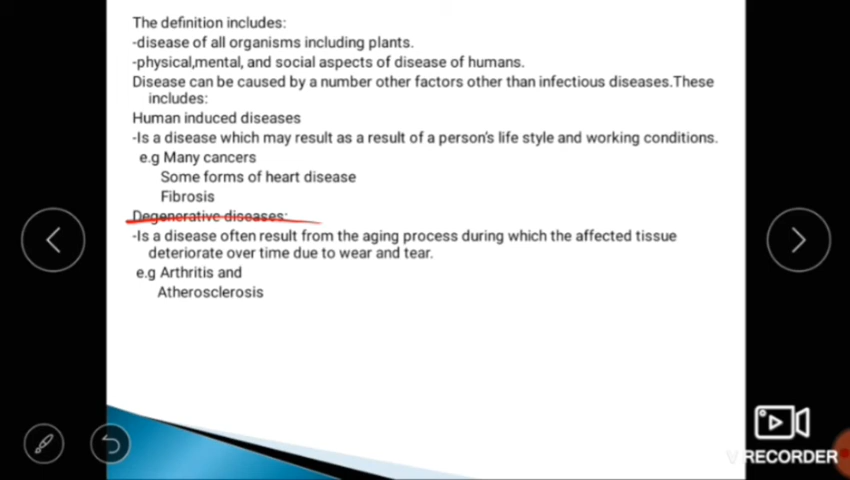 The definition includes:
-disease of all organisms including plants.
-physical,mental, and social aspects of disease of humans.
Disease can be caused by a number other factors other than infectious diseases.These
includes:
Human induced diseases
-Is a disease which may result as a result of a person's life style and working conditions.
e.g Many cancers
Some forms of heart disease
Fibrosis
Degenerative diseases:
-Is a disease often result from the aging process during which the affected tissue
deteriorate over time due to wear and tear.
e.g Arthritis and
Atherosclerosis
V RECORDER